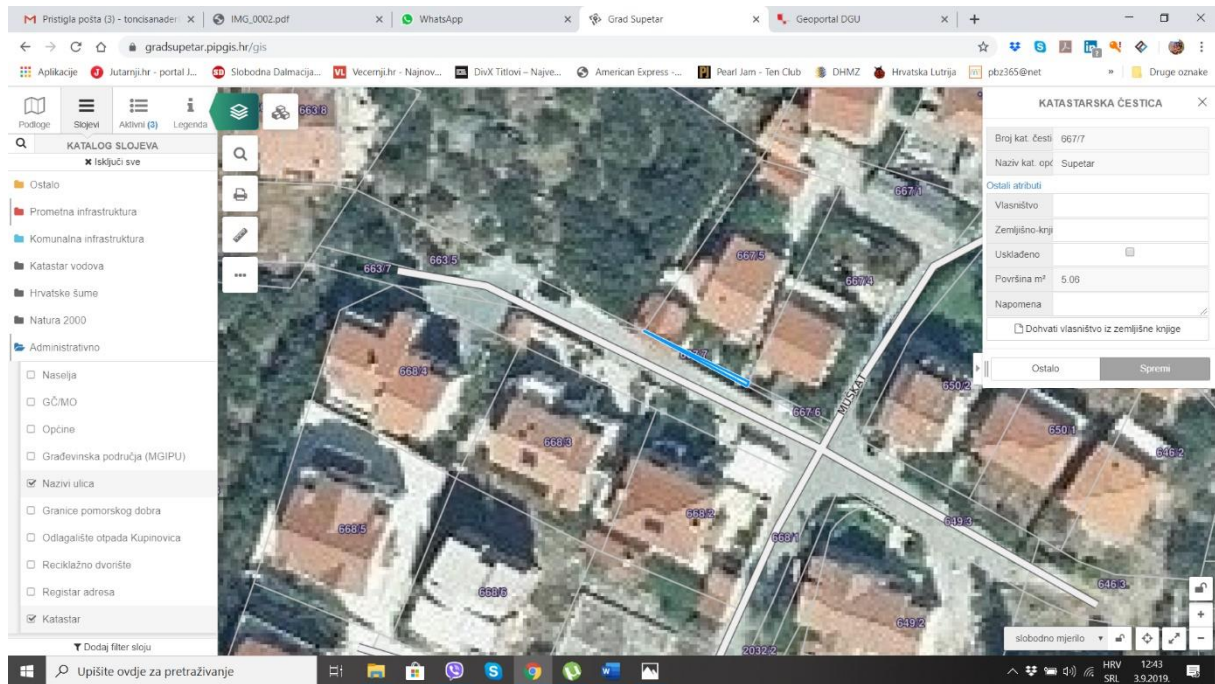 Pristigla pošta (3) - toncisanader
IMG_0002.pdf
WhatsApp
Grad Supetar
Geoportal DGU
gradsupetar.pipgis.hr/gis
Aplikacije
Jutarnji.hr - portal J...
Slobodna Dalmacija...
Vecernji.hr - Najnov...
DivX Titlovi – Najve...
American Express -...
Pearl Jam - Ten Club
DHMZ
Hrvatska Lutrija
pbz365@net
»
Druge oznake
Podloge
Slojevi
Aktivni (3)
Legenda
KATALOG SLOJEVA
✖ Isključi sve
Ostalo
Prometna infrastruktura
Komunalna infrastruktura
Katastar vodova
Hrvatske šume
Natura 2000
Administrativno
Naselja
GČ/MO
Općine
Građevinska područja (MGIPU)
Nazivi ulica
Granice pomorskog dobra
Odlagalište otpada Kupinovica
Reciklažno dvorište
Registar adresa
Katastar
Dodaj filter sloju
663/8
667/1
663/5
663/7
667/5
667/4
668/4
667/7
MUSKAT
650/2
667/6
650/1
668/3
646/2
668/2
649/3
668/5
668/1
668/6
646/3
649/2
2032/2
KATASTARSKA ČESTICA
Broj kat. česti 667/7
Naziv kat. opć Supetar
Ostali atributi
Vlasništvo
Zemljišno-knji
Usklađeno
Površina m² 5.06
Napomena
Dohvati vlasništvo iz zemljišne knjige
Ostalo
Spremi
slobodno mjerilo
Upišite ovdje za pretraživanje
HRV
SRL
12:43
3.9.2019.